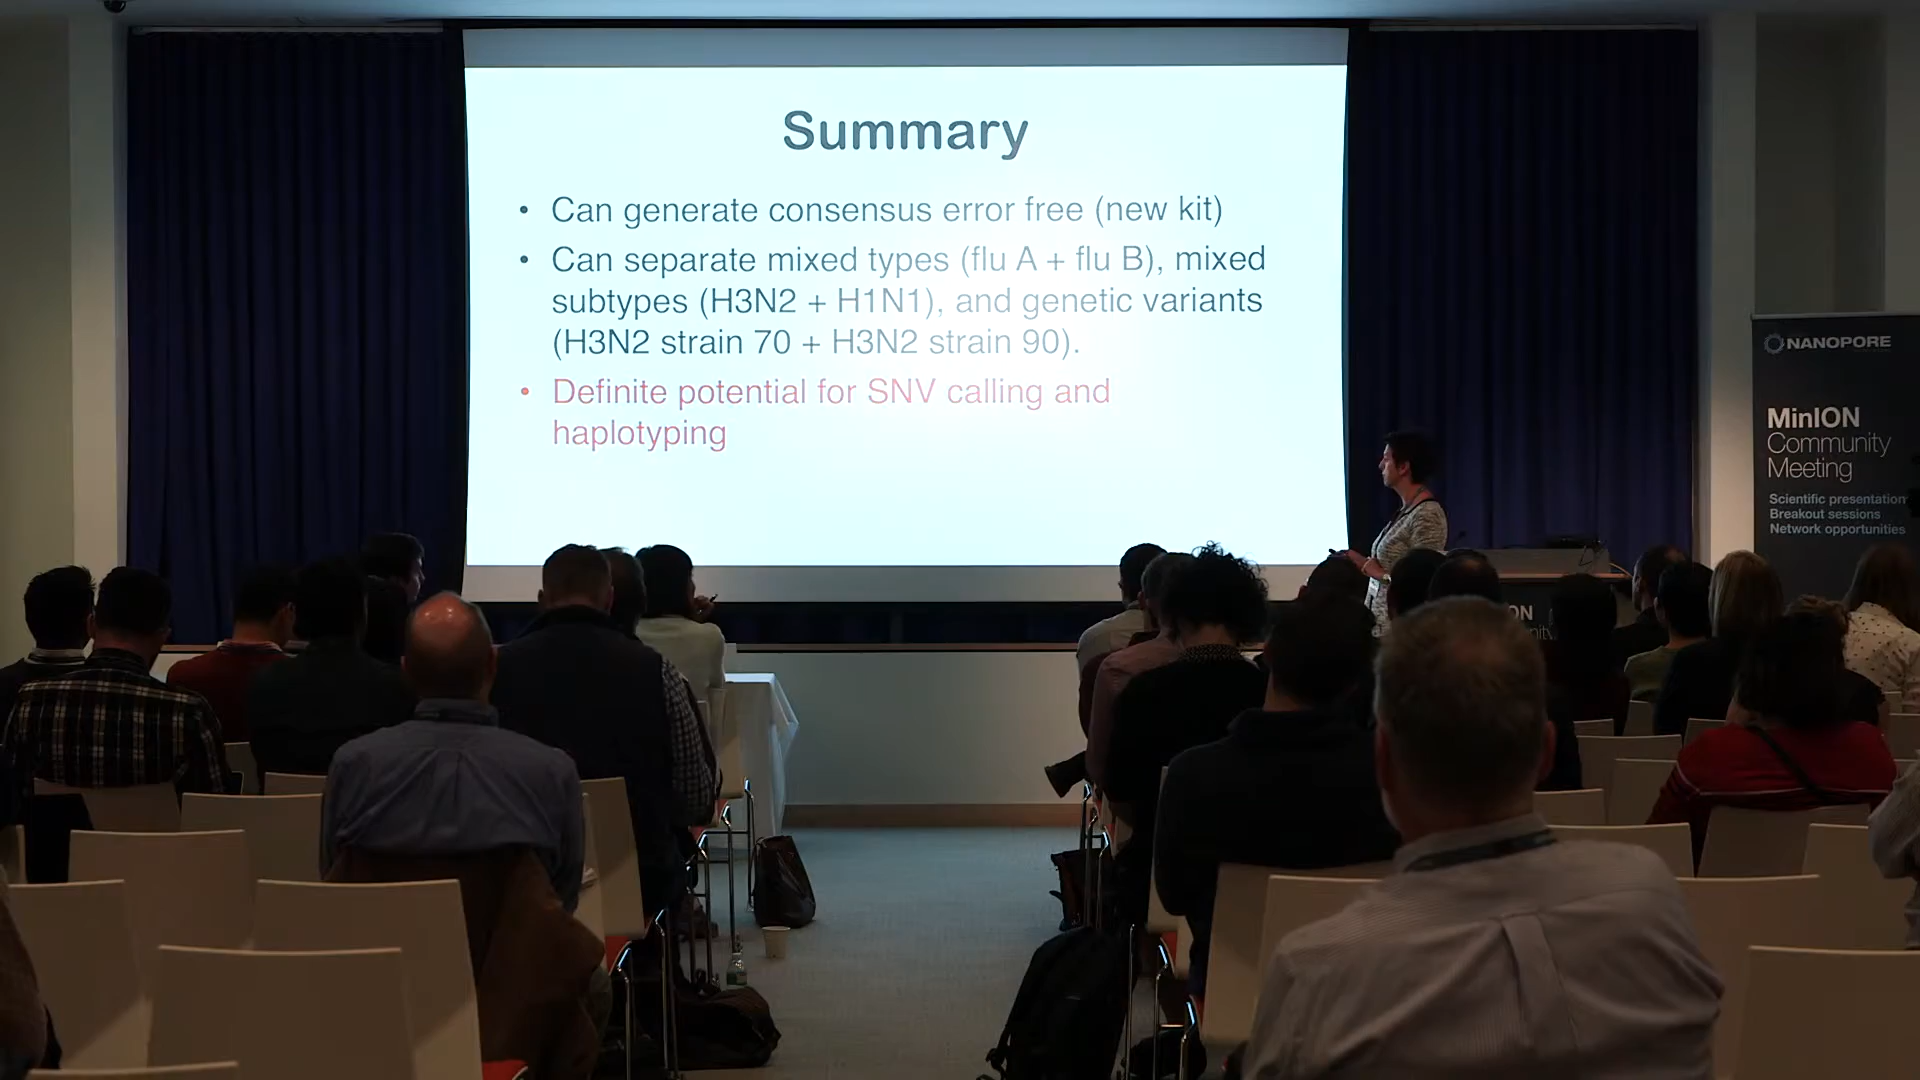 Summary
• Can generate consensus error free (new kit)
• Can separate mixed types (flu A + flu B), mixed
subtypes (H3N2 + H1N1), and genetic variants
(H3N2 strain 70 + H3N2 strain 90).
• Definite potential for SNV calling and
haplotyping
NANOPORE
MinION
Community
Meeting
Scientific presentation
Breakout sessions
Network opportunities
ON
nity